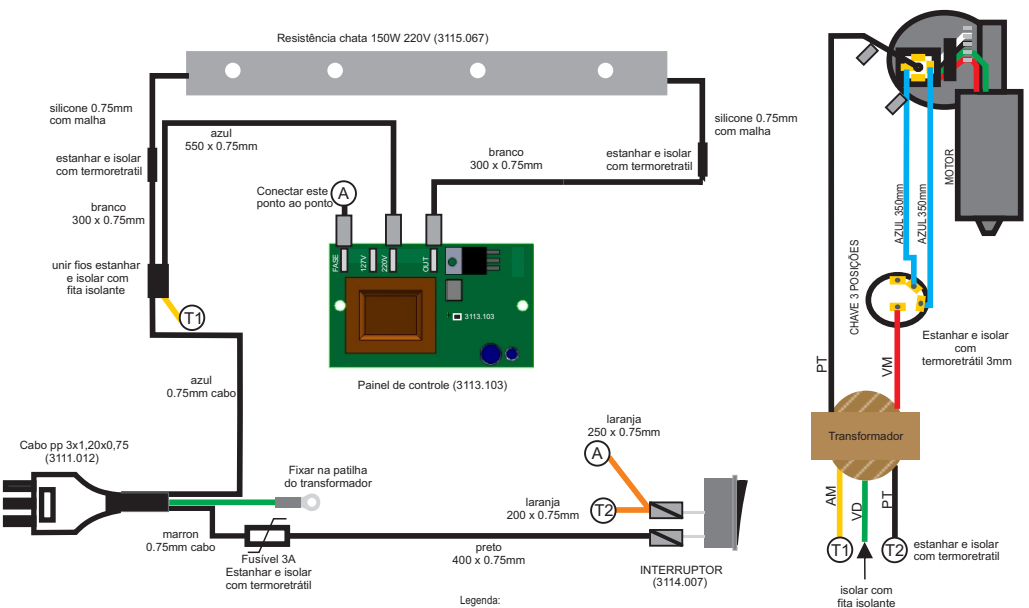 Resistência chata 150W 220V (3115.067)
silicone 0.75mm
com malha
azul
550 x 0.75mm
silicone 0.75mm
com malha
estanhar e isolar
com termoretratil
branco
300 x 0.75mm
estanhar e isolar
com termoretratil
Conectar este
ponto ao ponto
A
branco
300 x 0.75mm
unir fios estanhar
e isolar com
fita isolante
T1
FASE
127V
220V
OUT
3113.103
Painel de controle (3113.103)
azul
0.75mm cabo
Cabo pp 3x1,20x0,75
(3111.012)
Fixar na patilha
do transformador
marron
0.75mm cabo
Fusível 3A
Estanhar e isolar
com termoretrátil
preto
400 x 0.75mm
laranja
250 x 0.75mm
A
laranja
200 x 0.75mm
T2
INTERRUPTOR
(3114.007)
Legenda:
MOTOR
AZUL 350mm
AZUL 350mm
CHAVE 3 POSIÇÕES
Estanhar e isolar
com
termoretrátil 3mm
PT
VM
Transformador
AM
VD
PT
T1
T2
estanhar e isolar
com termoretratil
isolar com
fita isolante